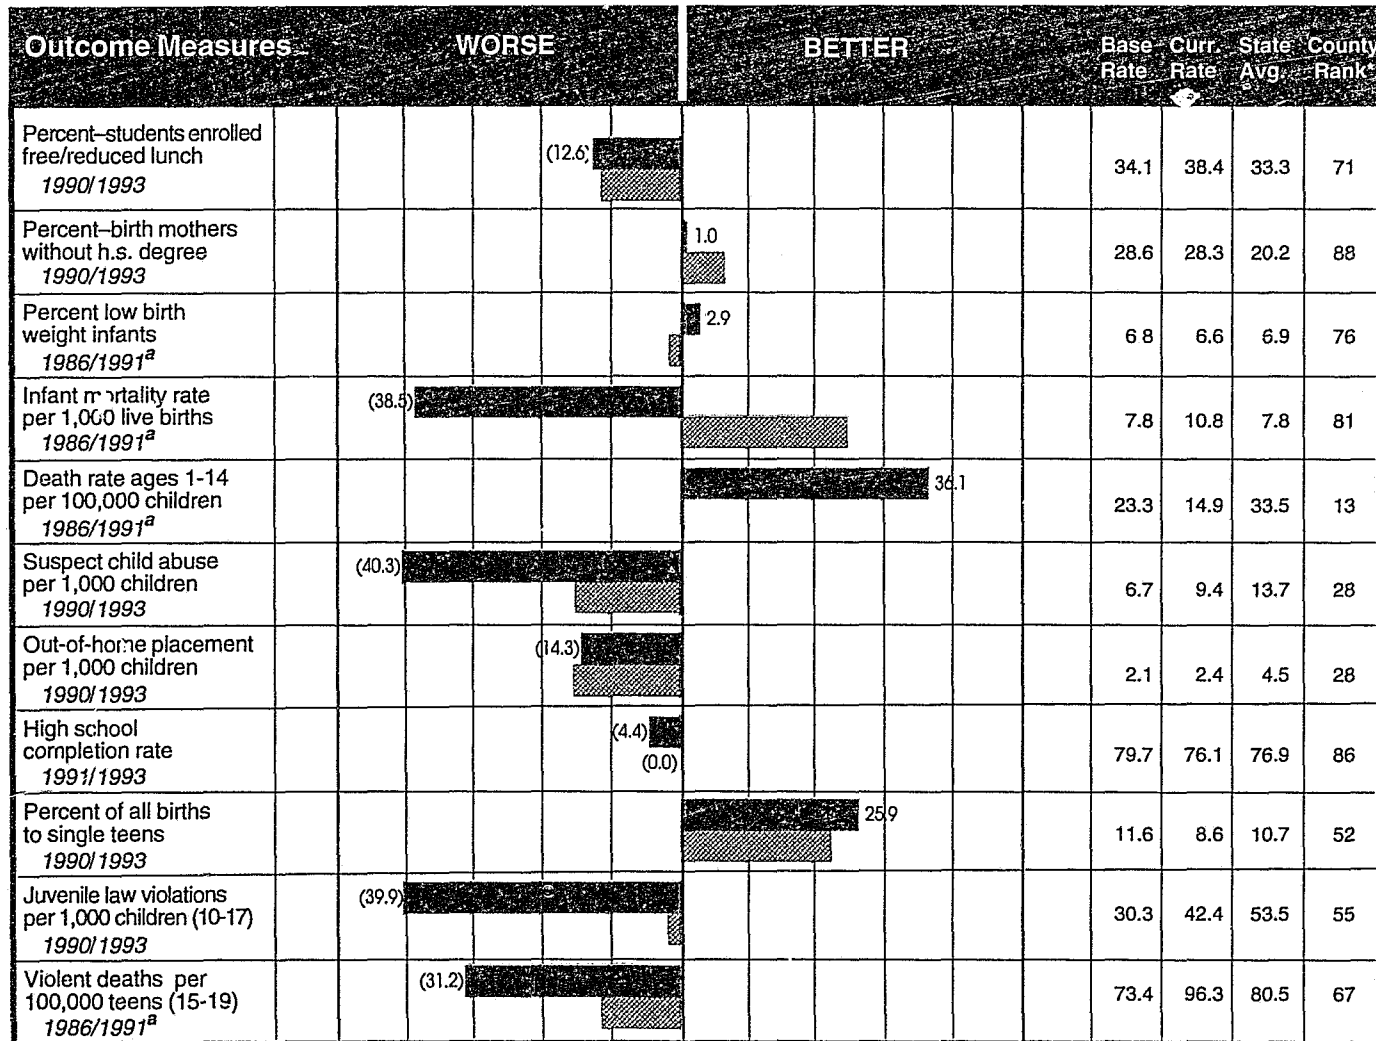 Outcome Measures WORSE BETTER Base Curr. State County
Rate Rate Avg. Rank*
Percent–students enrolled
free/reduced lunch (12.6) 34.1 38.4 33.3 71
1990/1993
Percent–birth mothers 1.0
without h.s. degree 28.6 28.3 20.2 88
1990/1993
Percent low birth 2.9
weight infants 6 8 6.6 6.9 76
1986/1991a
Infant mortality rate (38.5)
per 1,000 live births 7.8 10.8 7.8 81
1986/1991a
Death rate ages 1-14 36.1
per 100,000 children 23.3 14.9 33.5 13
1986/1991a
Suspect child abuse (40.3)
per 1,000 children 6.7 9.4 13.7 28
1990/1993
Out-of-home placement (14.3)
per 1,000 children 2.1 2.4 4.5 28
1990/1993
High school (4.4)
completion rate (0.0) 79.7 76.1 76.9 86
1991/1993
Percent of all births 25.9
to single teens 11.6 8.6 10.7 52
1990/1993
Juvenile law violations (39.9)
per 1,000 children (10-17) 30.3 42.4 53.5 55
1990/1993
Violent deaths per (31.2)
100,000 teens (15-19) 73.4 96.3 80.5 67
1986/1991a